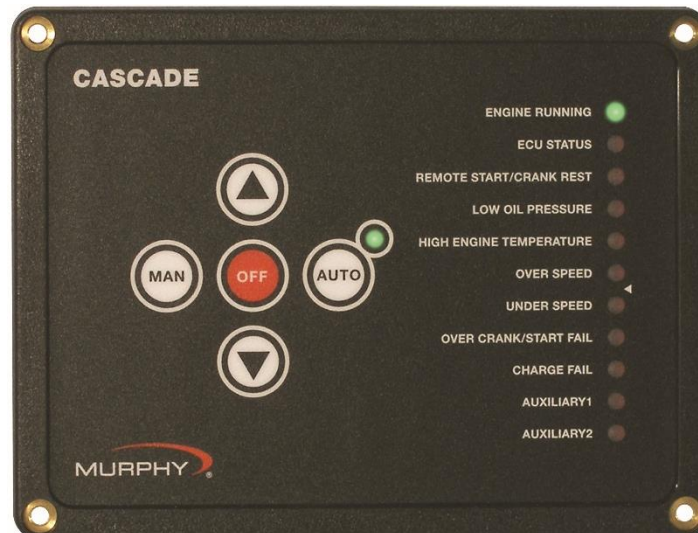 CASCADE
MAN
OFF
AUTO
MURPHY
®
ENGINE RUNNING
ECU STATUS
REMOTE START/CRANK REST
LOW OIL PRESSURE
HIGH ENGINE TEMPERATURE
OVER SPEED
UNDER SPEED
OVER CRANK/START FAIL
CHARGE FAIL
AUXILIARY1
AUXILIARY2